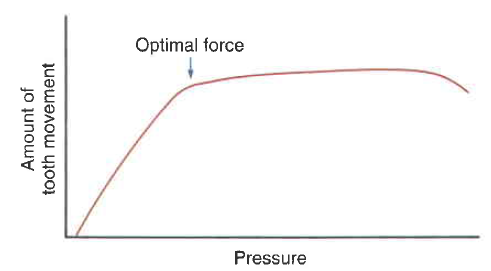 Optimal force
Amount of
tooth movement
Pressure